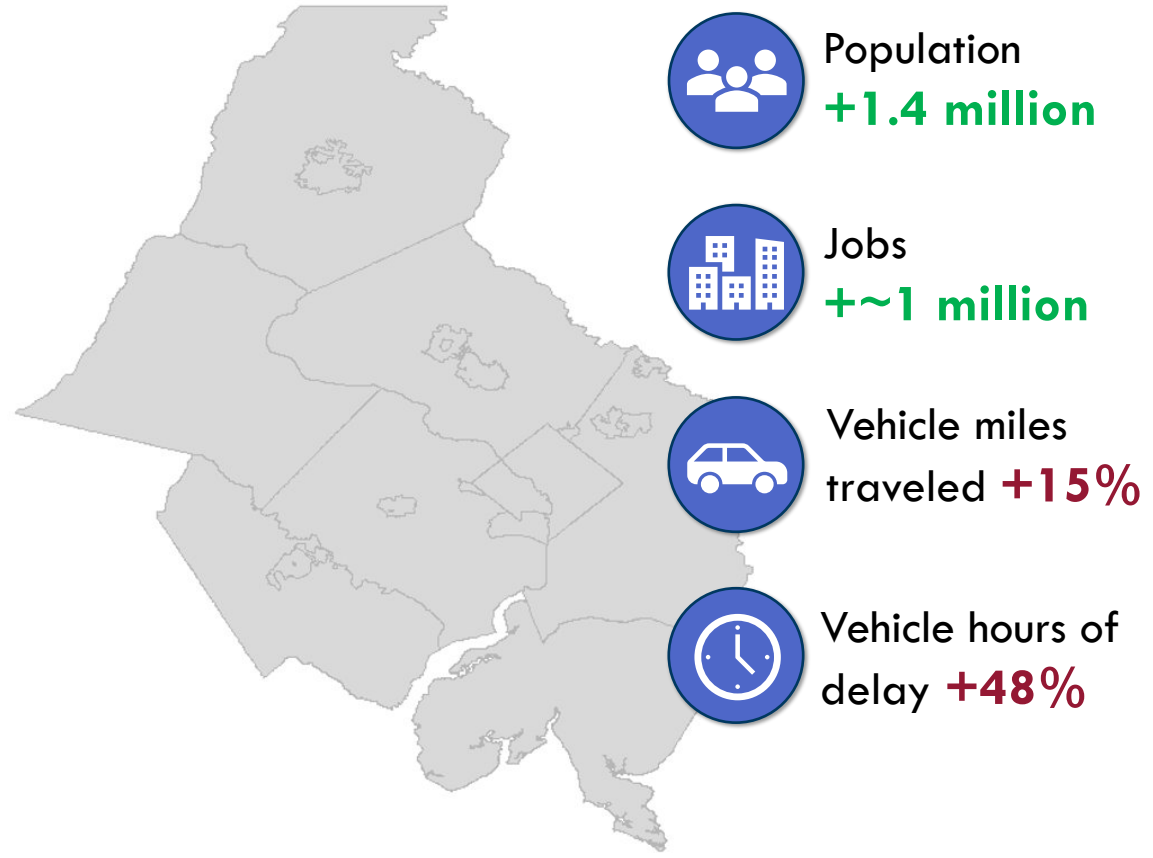 Population
+1.4 million
Jobs
+~1 million
Vehicle miles
traveled +15%
Vehicle hours of
delay +48%